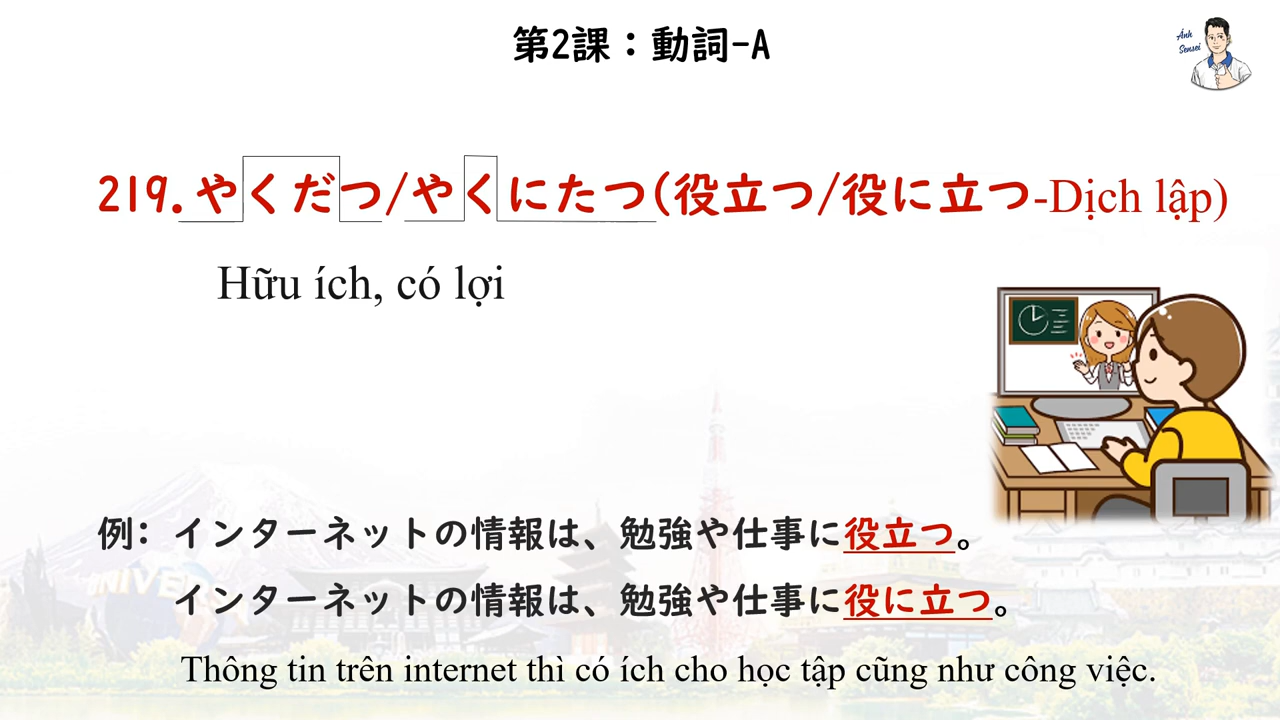 第2課：動詞-A
Ánh
Sensei
219.やくだつ/やくにたつ(役立つ/役に立つ-Dịch lập)
Hữu ích, có lợi
例：インターネットの情報は、勉強や仕事に役立つ。
インターネットの情報は、勉強や仕事に役に立つ。
Thông tin trên internet thì có ích cho học tập cũng như công việc.